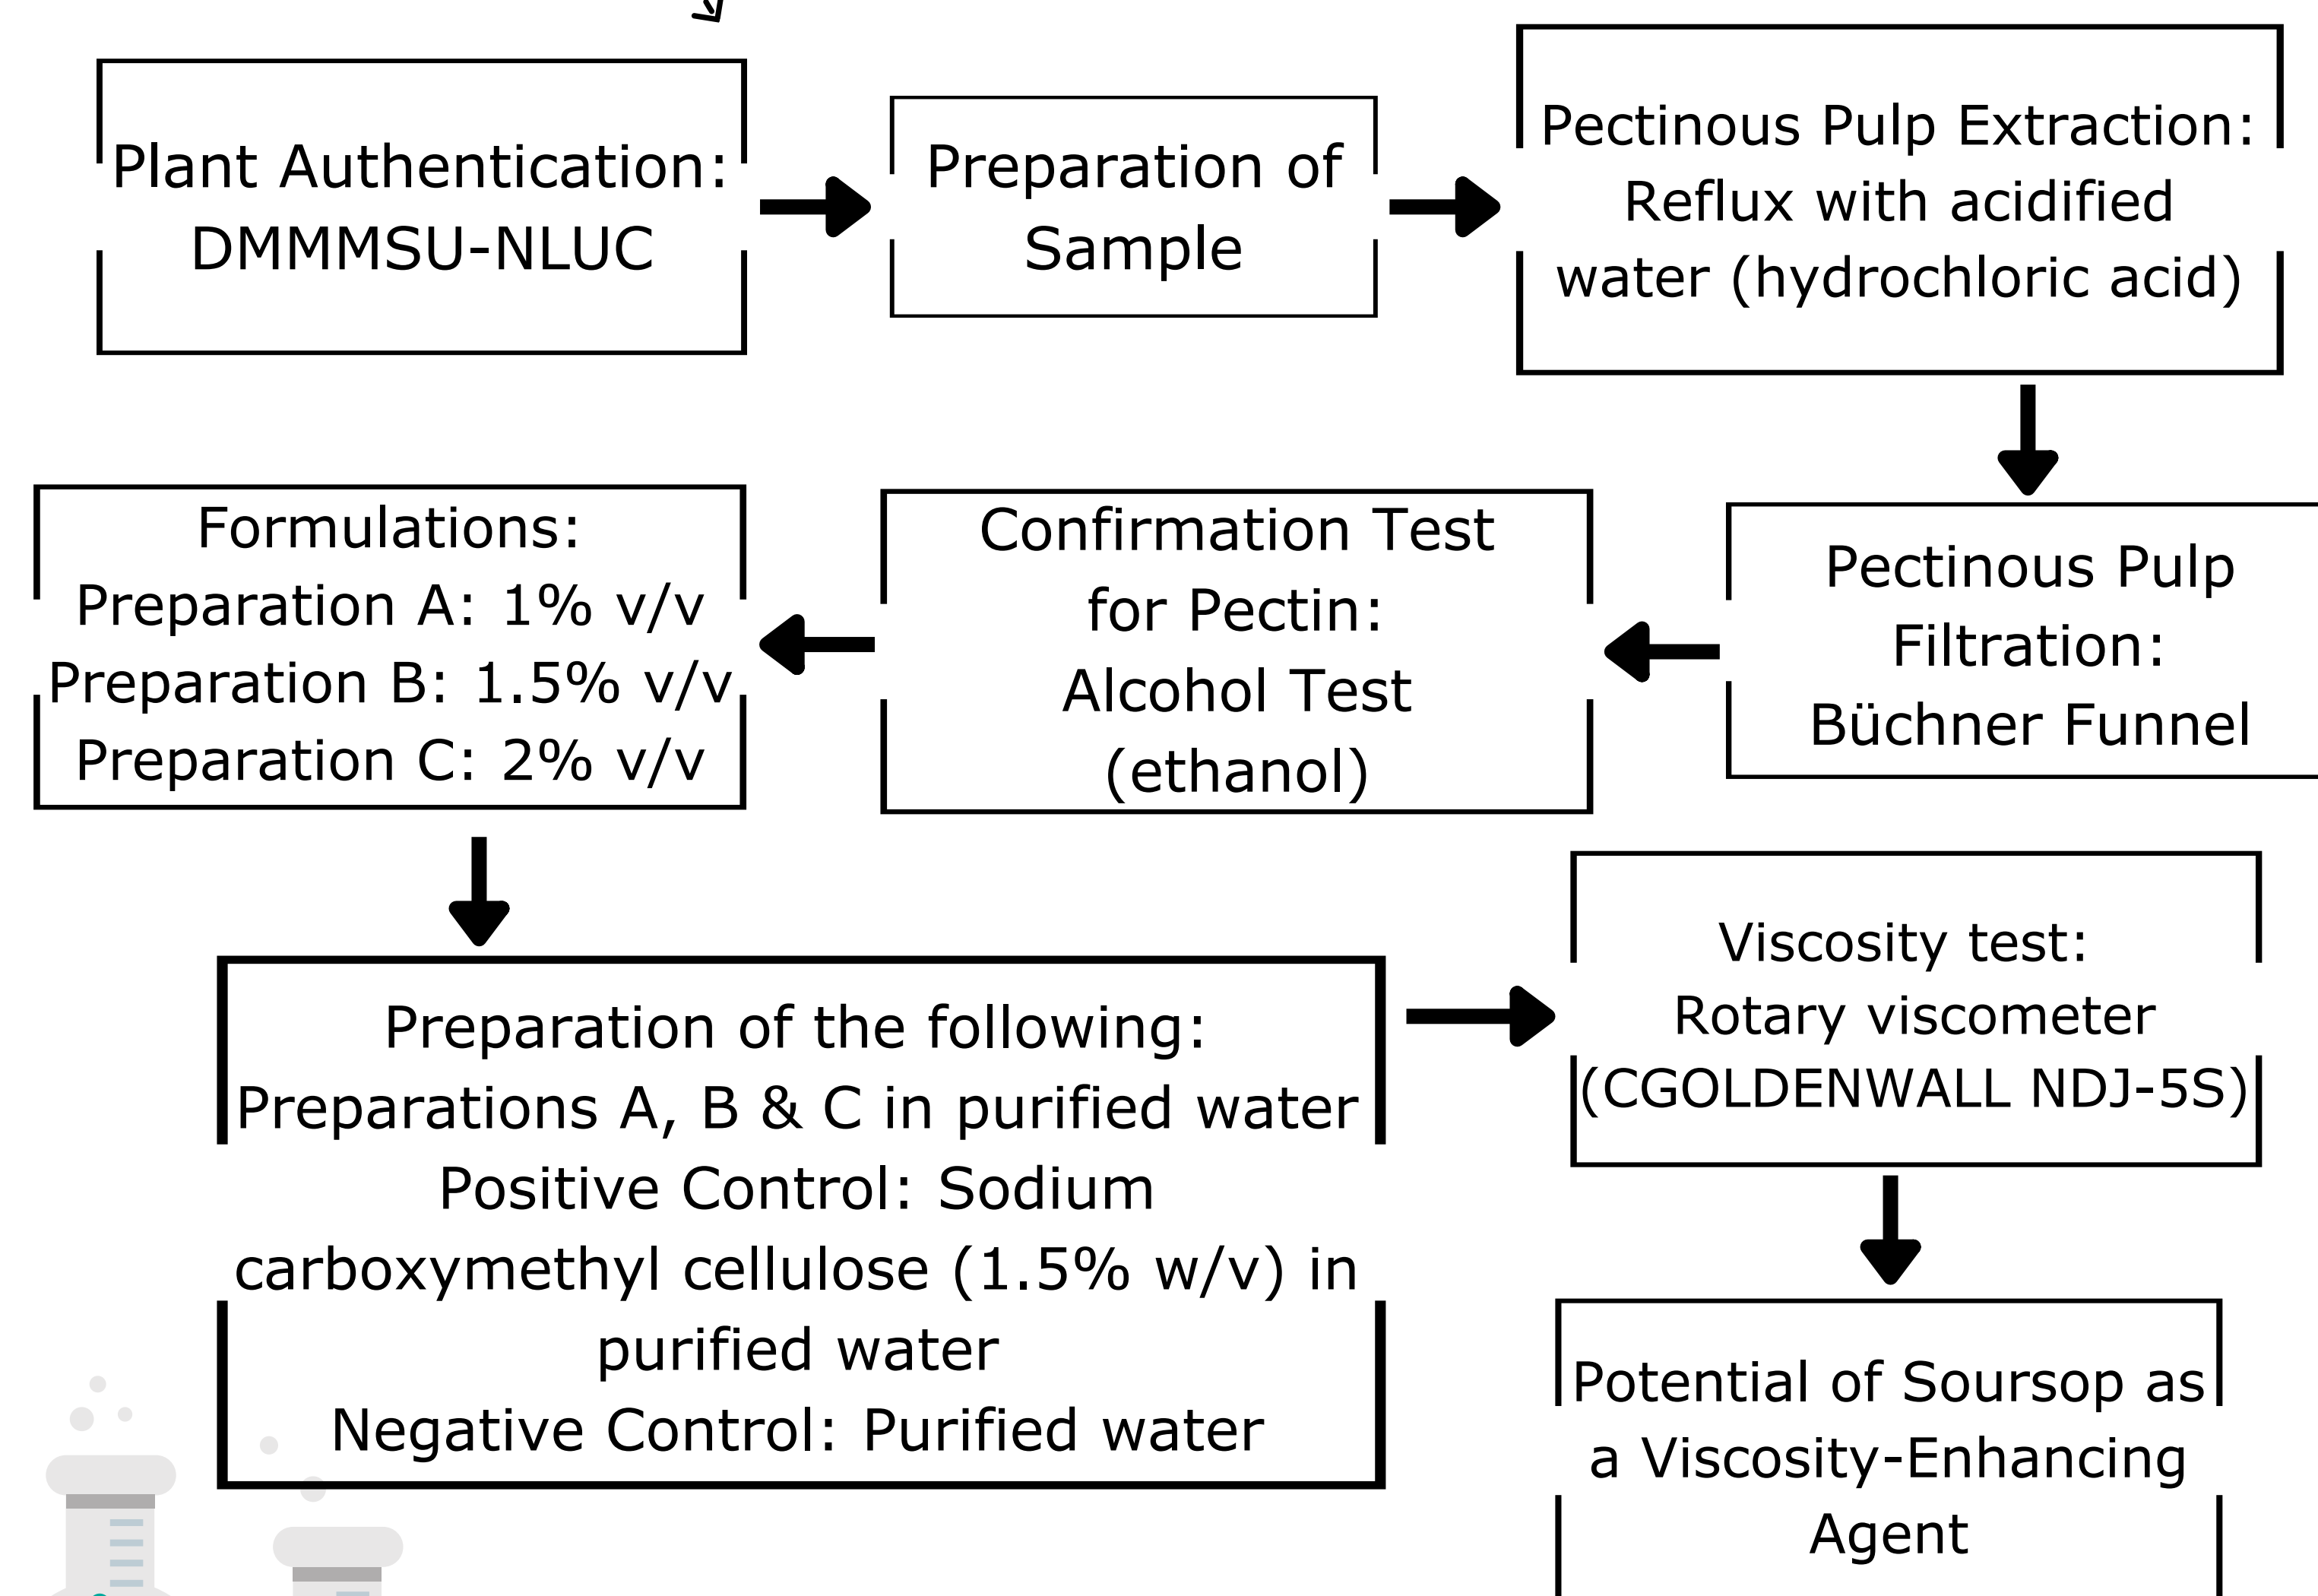 Plant Authentication:
DMMMSU-NLUC
Preparation of
Sample
Pectinous Pulp Extraction:
Reflux with acidified
water (hydrochloric acid)
Pectinous Pulp
Filtration:
Büchner Funnel
Confirmation Test
for Pectin:
Alcohol Test
(ethanol)
Formulations:
Preparation A: 1% v/v
Preparation B: 1.5% v/v
Preparation C: 2% v/v
Preparation of the following:
Preparations A, B & C in purified water
Positive Control: Sodium
carboxymethyl cellulose (1.5% w/v) in
purified water
Negative Control: Purified water
Viscosity test:
Rotary viscometer
(CGOLDENWALL NDJ-5S)
Potential of Soursop as
a Viscosity-Enhancing
Agent